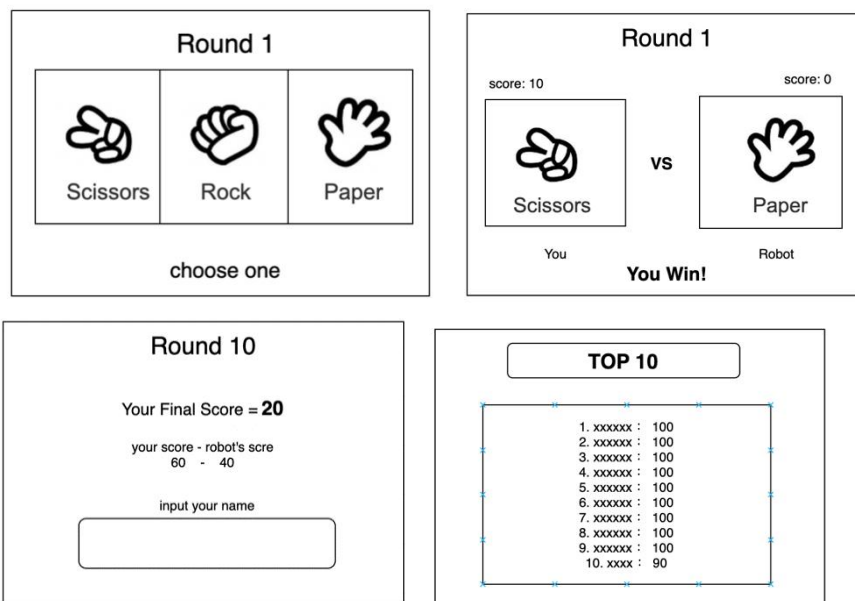 Round 1
Scissors Rock Paper
choose one
Round 1
score: 10 score: 0
vs
Scissors Paper
You Robot
You Win!
Round 10
Your Final Score = 20
your score - robot's scre
60 - 40
input your name
TOP 10
1. xxxxxx : 100
2. xxxxxx : 100
3. xxxxxx : 100
4. xxxxxx : 100
5. xxxxxx : 100
6. xxxxxx : 100
7. xxxxxx : 100
8. xxxxxx : 100
9. xxxxxx : 100
10. xxxx : 90